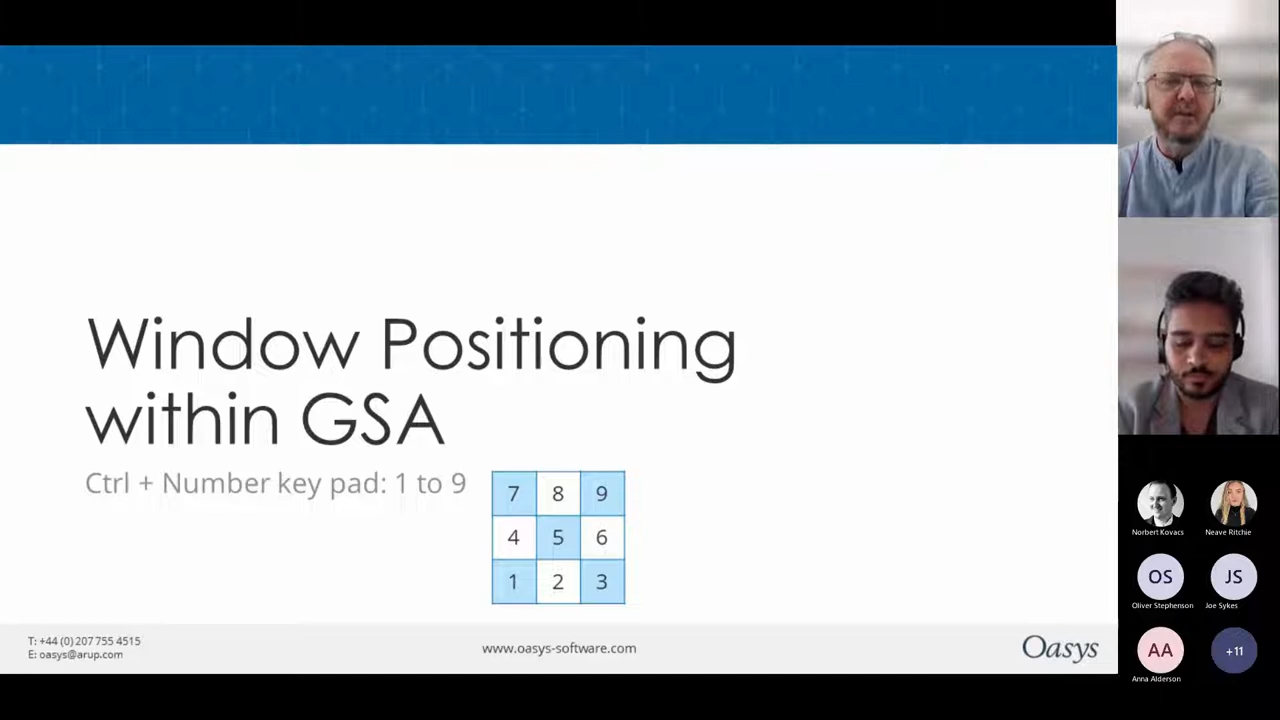 Window Positioning
within GSA
Ctrl + Number key pad: 1 to 9
7 8 9
4 5 6
1 2 3
T: +44 (0) 207 755 4515
E: oasys@arup.com
www.oasys-software.com
Oasys
Norbert Kovacs
Neave Ritchie
OS
JS
Oliver Stephenson
Joe Sykes
AA
+11
Anna Alderson